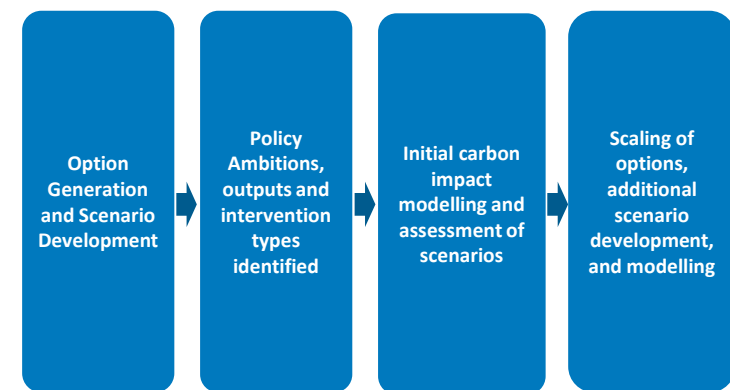 Option
Generation
and Scenario
Development
Policy
Ambitions,
outputs and
intervention
types
identified
Initial carbon
impact
modelling and
assessment of
scenarios
Scaling of
options,
additional
scenario
development,
and modelling